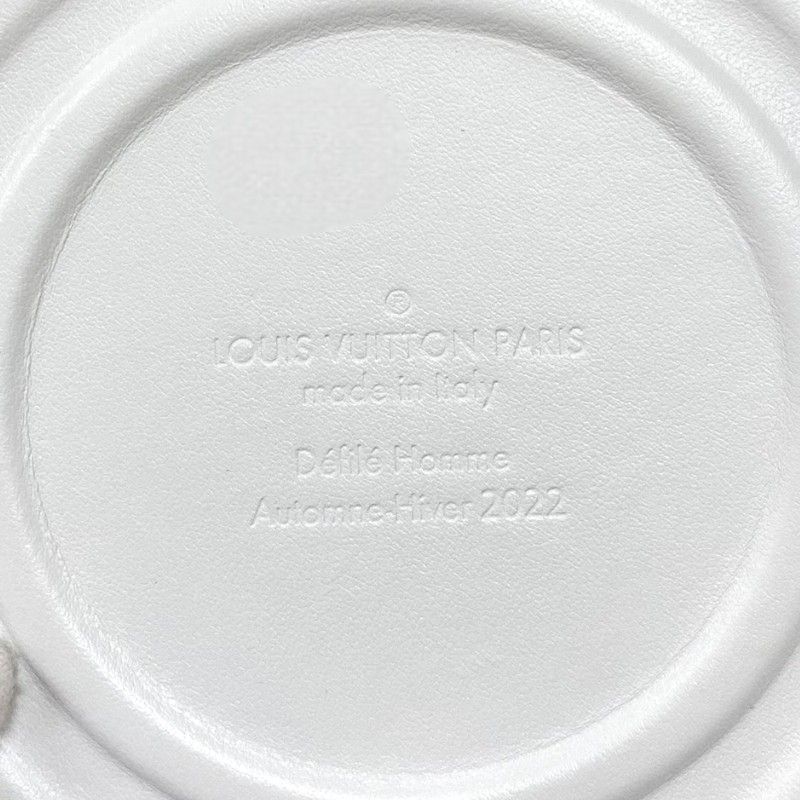 ®
LOUIS VUITTON PARIS
made in Italy
Défilé Homme
Automne-Hiver 2022